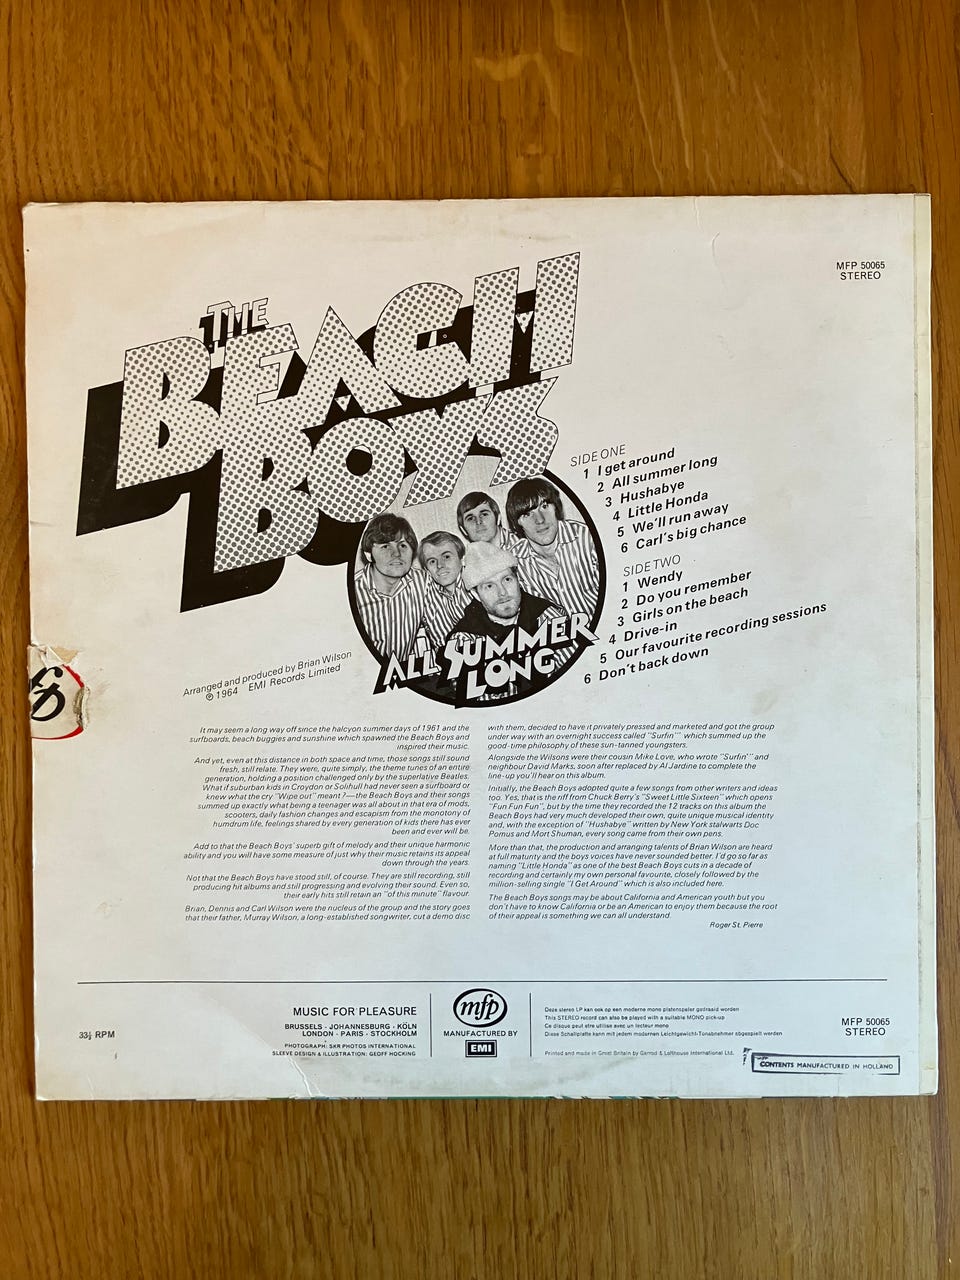 MFP 50065
STEREO
THE
BEACH
BOYS
SIDE ONE
1 I get around
2 All summer long
3 Hushabye
4 Little Honda
5 We'll run away
6 Carl's big chance
SIDE TWO
1 Wendy
2 Do you remember
3 Girls on the beach
4 Drive-in
5 Our favourite recording sessions
6 Don't back down
ALL SUMMER
LONG
Arranged and produced by Brian Wilson
℗ 1964 EMI Records Limited
It may seem a long way off since the halcyon summer days of 1961 and the
surfboards, beach buggies and sunshine which spawned the Beach Boys and
inspired their music.
And yet, even at this distance in both space and time, those songs still sound
fresh, still relate. They were, quite simply, the theme tunes of an entire
generation, holding a position challenged only by the superlative Beatles.
What if suburban kids in Croydon or Solihull had never seen a surfboard or
knew what the cry "Wipe out" meant?—the Beach Boys and their songs
summed up exactly what being a teenager was all about in that era of mods,
scooters, daily fashion changes and escapism from the monotony of
humdrum life, feelings shared by every generation of kids there has ever
been and ever will be.
Add to that the Beach Boys' superb gift of melody and their unique harmonic
ability and you will have some measure of just why their music retains its appeal
down through the years.
Not that the Beach Boys have stood still, of course. They are still recording, still
producing hit albums and still progressing and evolving their sound. Even so,
their early hits still retain an "of this minute" flavour.
Brian, Dennis and Carl Wilson were the nucleus of the group and the story goes
that their father, Murray Wilson, a long-established songwriter, cut a demo disc
with them, decided to have it privately pressed and marketed and got the group
under way with an overnight success called "Surfin'" which summed up the
good-time philosophy of these sun-tanned youngsters.
Alongside the Wilsons were their cousin Mike Love, who wrote "Surfin'" and
neighbour David Marks, soon after replaced by Al Jardine to complete the
line-up you'll hear on this album.
Initially, the Beach Boys adopted quite a few songs from other writers and ideas
too. Yes, that is the riff from Chuck Berry's "Sweet Little Sixteen" which opens
"Fun Fun Fun", but by the time they recorded the 12 tracks on this album the
Beach Boys had very much developed their own, quite unique musical identity
and, with the exception of "Hushabye" written by New York stalwarts Doc
Pomus and Mort Shuman, every song came from their own pens.
More than that, the production and arranging talents of Brian Wilson are heard
at full maturity and the boys voices have never sounded better. I'd go so far as
naming "Little Honda" as one of the best Beach Boys cuts in a decade of
recording and certainly my own personal favourite, closely followed by the
million-selling single "I Get Around" which is also included here.
The Beach Boys songs may be about California and American youth but you
don't have to know California or be an American to enjoy them because the root
of their appeal is something we can all understand.
Roger St. Pierre
33⅓ RPM
MUSIC FOR PLEASURE
BRUSSELS - JOHANNESBURG - KÖLN
LONDON - PARIS - STOCKHOLM
PHOTOGRAPH: SKR PHOTOS INTERNATIONAL
SLEEVE DESIGN & ILLUSTRATION: GEOFF HOCKING
mfp
MANUFACTURED BY
EMI
Deze stereo LP kan ook op een moderne mono platenspeler gedraaid worden
This STEREO record can also be played with a suitable MONO pick-up
Ce disque peut etre utilise avec un lecteur mono
Diese Schallplatte kann mit jedem modernen Leichtgewicht-Tonabnehmer abgespielt werden
Printed and made in Great Britain by Garrod & Lofthouse International Ltd.
MFP 50065
STEREO
CONTENTS MANUFACTURED IN HOLLAND